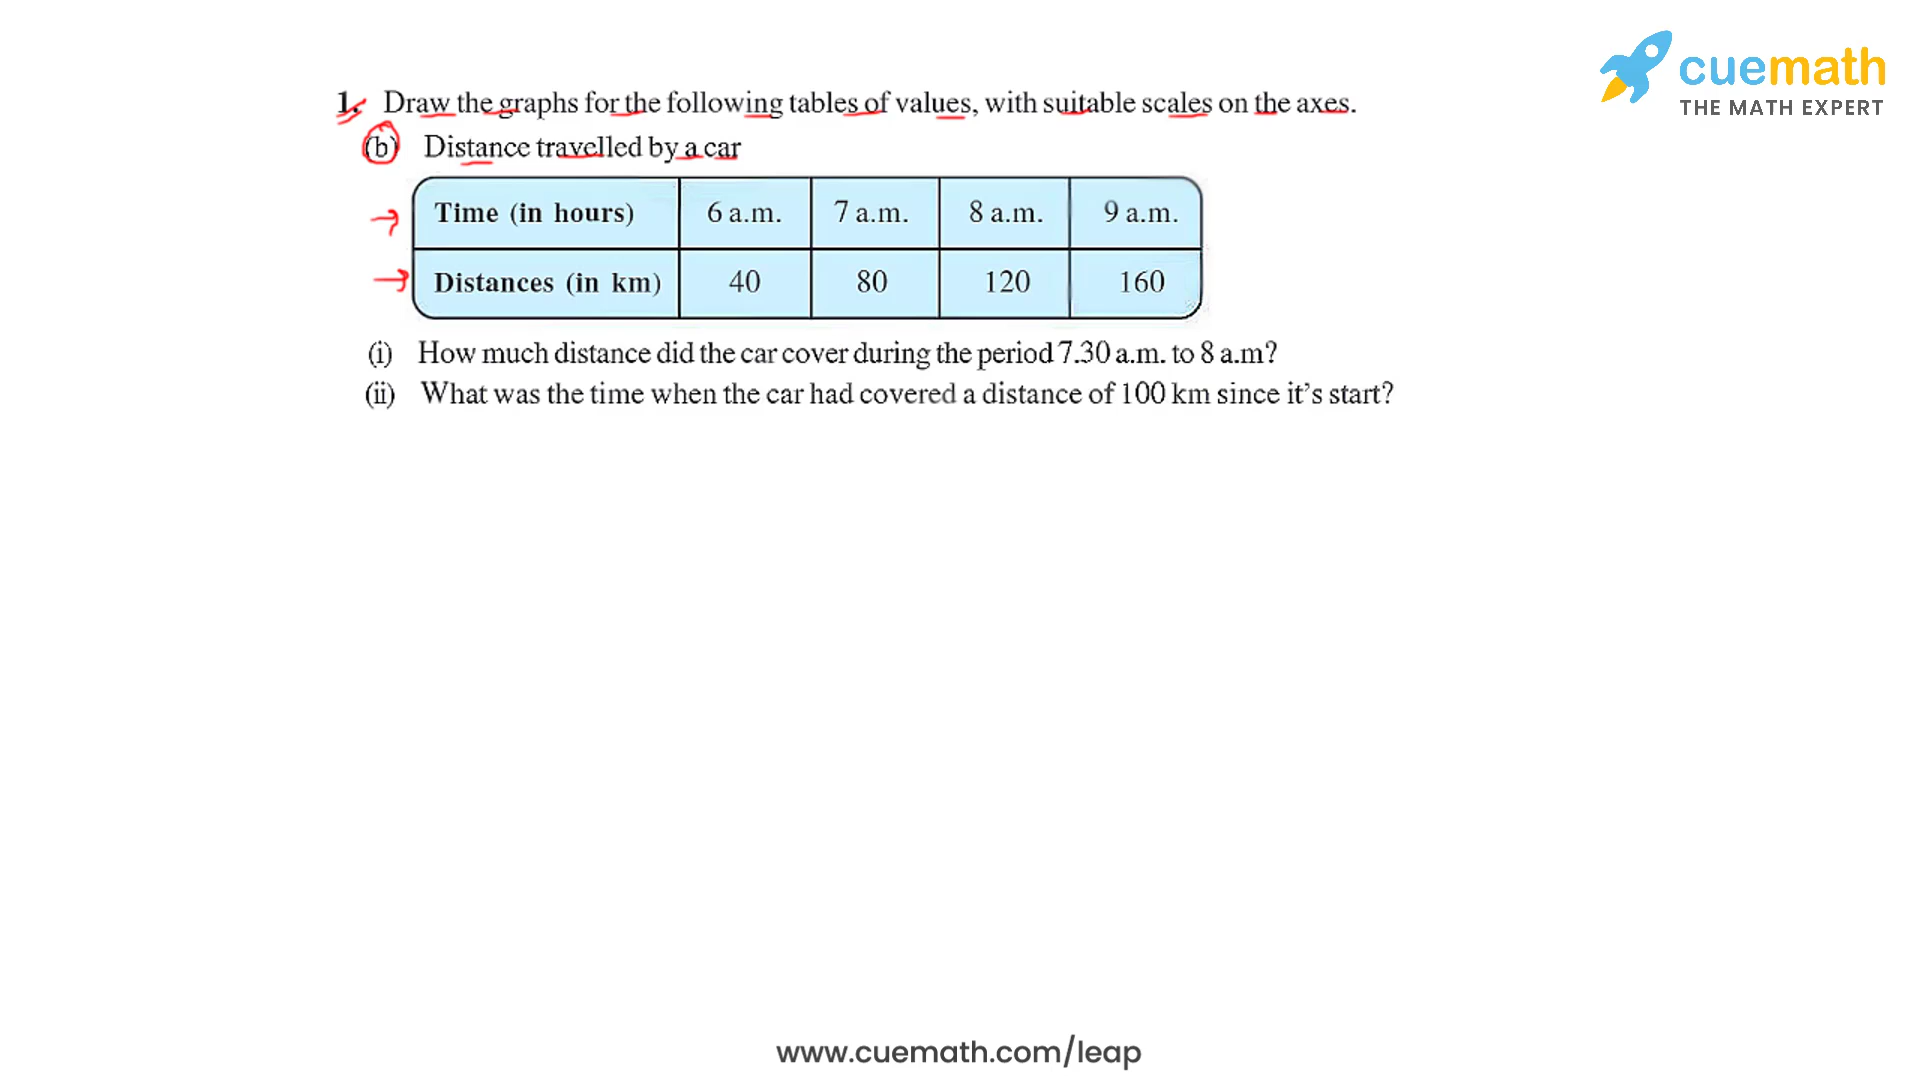 cuemath
THE MATH EXPERT
1. Draw the graphs for the following tables of values, with suitable scales on the axes.
(b) Distance travelled by a car
Time (in hours) 6 a.m. 7 a.m. 8 a.m. 9 a.m.
Distances (in km) 40 80 120 160
(i) How much distance did the car cover during the period 7.30 a.m. to 8 a.m?
(ii) What was the time when the car had covered a distance of 100 km since it's start?
www.cuemath.com/leap